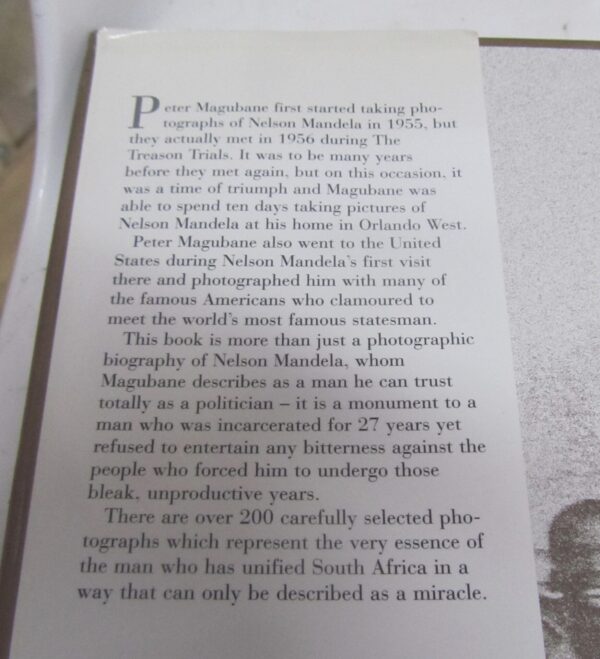 Peter Magubane first started taking pho-
tographs of Nelson Mandela in 1955, but
they actually met in 1956 during The
Treason Trials. It was to be many years
before they met again, but on this occasion, it
was a time of triumph and Magubane was
able to spend ten days taking pictures of
Nelson Mandela at his home in Orlando West.
Peter Magubane also went to the United
States during Nelson Mandela's first visit
there and photographed him with many of
the famous Americans who clamoured to
meet the world's most famous statesman.
This book is more than just a photographic
biography of Nelson Mandela, whom
Magubane describes as a man he can trust
totally as a politician – it is a monument to a
man who was incarcerated for 27 years yet
refused to entertain any bitterness against the
people who forced him to undergo those
bleak, unproductive years.
There are over 200 carefully selected pho-
tographs which represent the very essence of
the man who has unified South Africa in a
way that can only be described as a miracle.